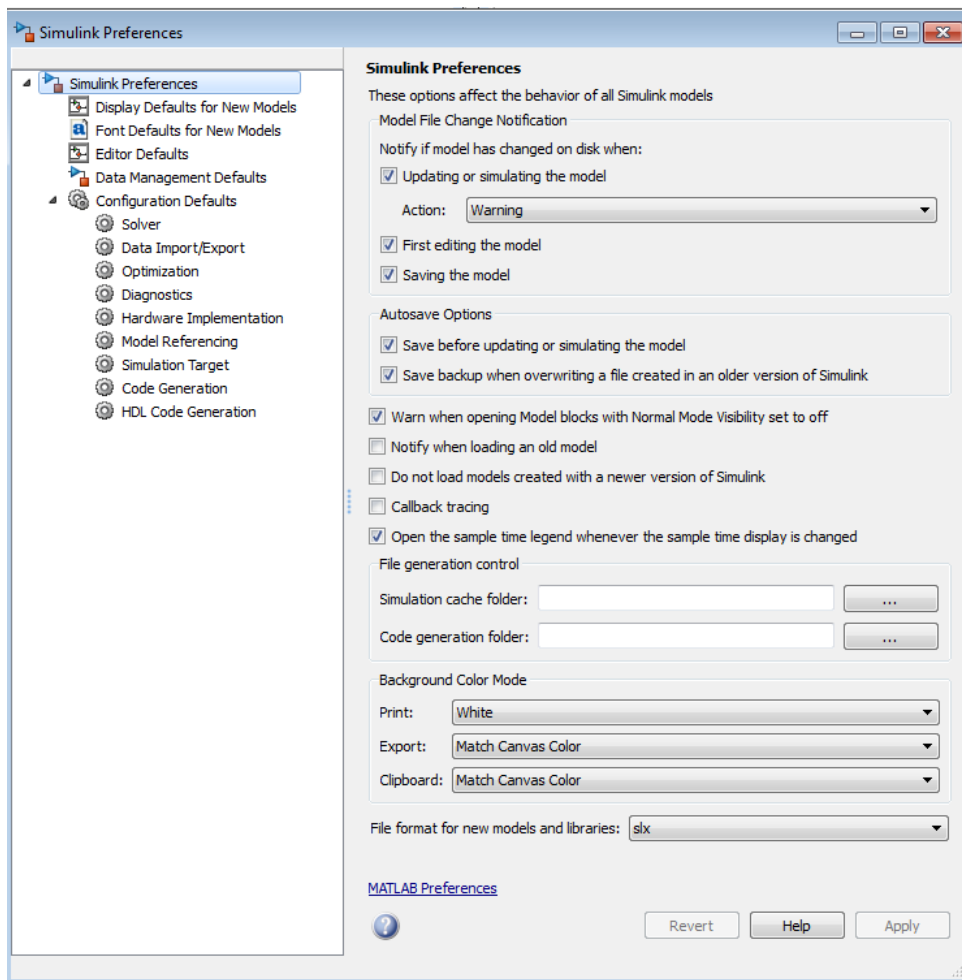 Simulink Preferences
Simulink Preferences
Display Defaults for New Models
Font Defaults for New Models
Editor Defaults
Data Management Defaults
Configuration Defaults
Solver
Data Import/Export
Optimization
Diagnostics
Hardware Implementation
Model Referencing
Simulation Target
Code Generation
HDL Code Generation
Simulink Preferences
These options affect the behavior of all Simulink models
Model File Change Notification
Notify if model has changed on disk when:
Updating or simulating the model
Action: Warning
First editing the model
Saving the model
Autosave Options
Save before updating or simulating the model
Save backup when overwriting a file created in an older version of Simulink
Warn when opening Model blocks with Normal Mode Visibility set to off
Notify when loading an old model
Do not load models created with a newer version of Simulink
Callback tracing
Open the sample time legend whenever the sample time display is changed
File generation control
Simulation cache folder: ...
Code generation folder: ...
Background Color Mode
Print: White
Export: Match Canvas Color
Clipboard: Match Canvas Color
File format for new models and libraries: slx
MATLAB Preferences
? Revert Help Apply